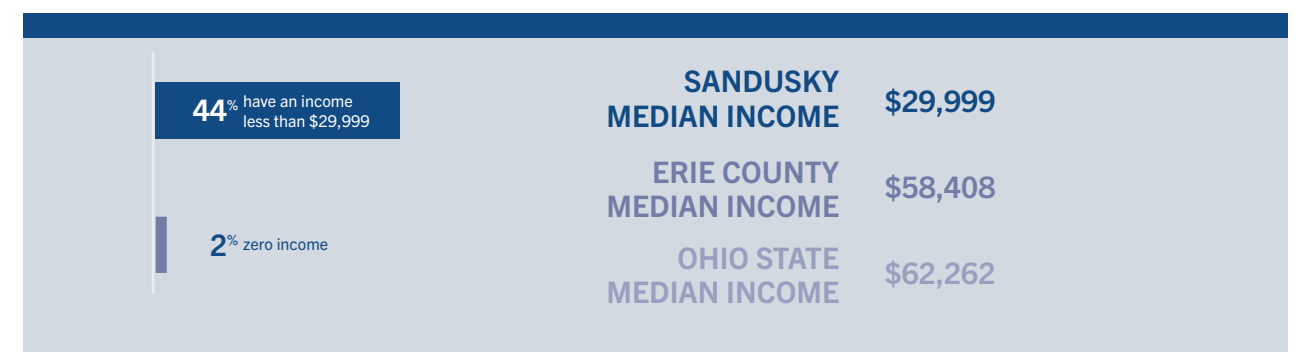 44% have an income
less than $29,999
2% zero income
SANDUSKY
MEDIAN INCOME $29,999
ERIE COUNTY
MEDIAN INCOME $58,408
OHIO STATE
MEDIAN INCOME $62,262